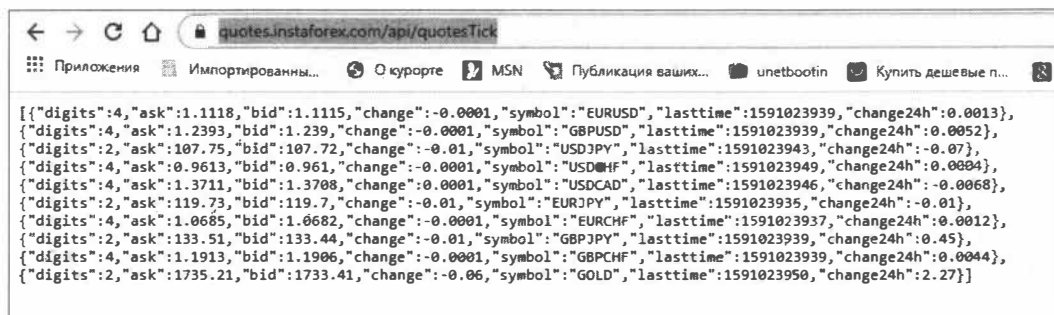 quotes.instaforex.com/api/quotesTick
Приложения Импортированны... О курорте MSN Публикация ваших... unetbootin Купить дешевые п...
[{"digits":4,"ask":1.1118,"bid":1.1115,"change":-0.0001,"symbol":"EURUSD","lasttime":1591023939,"change24h":0.0013},
{"digits":4,"ask":1.2393,"bid":1.239,"change":-0.0001,"symbol":"GBPUSD","lasttime":1591023939,"change24h":0.0052},
{"digits":2,"ask":107.75,"bid":107.72,"change":-0.01,"symbol":"USDJPY","lasttime":1591023943,"change24h":-0.07},
{"digits":4,"ask":0.9613,"bid":0.961,"change":-0.0001,"symbol":"USDCHF","lasttime":1591023949,"change24h":0.0004},
{"digits":4,"ask":1.3711,"bid":1.3708,"change":0.0001,"symbol":"USDCAD","lasttime":1591023946,"change24h":-0.0068},
{"digits":2,"ask":119.73,"bid":119.7,"change":-0.01,"symbol":"EURJPY","lasttime":1591023935,"change24h":-0.01},
{"digits":4,"ask":1.0685,"bid":1.0682,"change":-0.0001,"symbol":"EURCHF","lasttime":1591023937,"change24h":0.0012},
{"digits":2,"ask":133.51,"bid":133.44,"change":-0.01,"symbol":"GBPJPY","lasttime":1591023939,"change24h":0.45},
{"digits":4,"ask":1.1913,"bid":1.1906,"change":-0.0001,"symbol":"GBPCHF","lasttime":1591023939,"change24h":0.0044},
{"digits":2,"ask":1735.21,"bid":1733.41,"change":-0.06,"symbol":"GOLD","lasttime":1591023950,"change24h":2.27}]